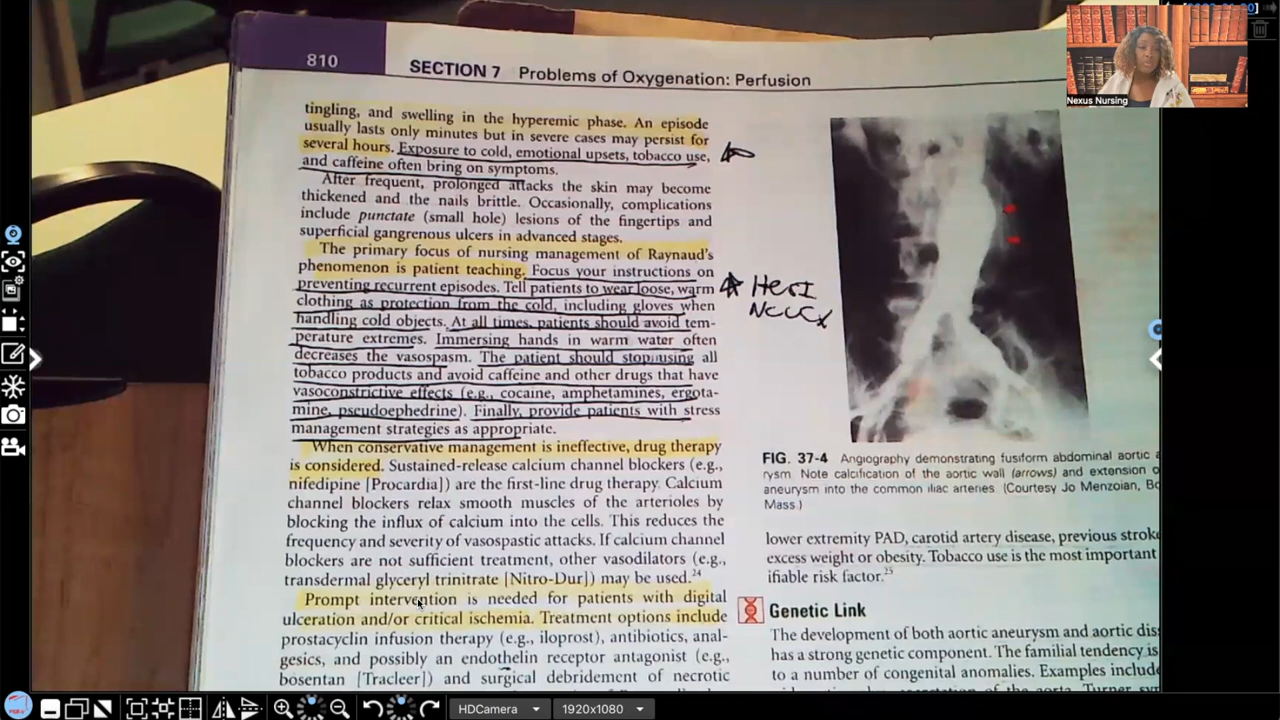 810
SECTION 7 Problems of Oxygenation: Perfusion
Nexus Nursing
tingling, and swelling in the hyperemic phase. An episode
usually lasts only minutes but in severe cases may persist for
several hours. Exposure to cold, emotional upsets, tobacco use,
and caffeine often bring on symptoms.
After frequent, prolonged attacks the skin may become
thickened and the nails brittle. Occasionally, complications
include punctate (small hole) lesions of the fingertips and
superficial gangrenous ulcers in advanced stages.
The primary focus of nursing management of Raynaud's
phenomenon is patient teaching. Focus your instructions on
preventing recurrent episodes. Tell patients to wear loose, warm
clothing as protection from the cold, including gloves when
handling cold objects. At all times, patients should avoid tem-
perature extremes. Immersing hands in warm water often
decreases the vasospasm. The patient should stop using all
tobacco products and avoid caffeine and other drugs that have
vasoconstrictive effects (e.g., cocaine, amphetamines, ergota-
mine, pseudoephedrine). Finally, provide patients with stress
management strategies as appropriate.
When conservative management is ineffective, drug therapy
is considered. Sustained-release calcium channel blockers (e.g.,
nifedipine [Procardia]) are the first-line drug therapy. Calcium
channel blockers relax smooth muscles of the arterioles by
blocking the influx of calcium into the cells. This reduces the
frequency and severity of vasospastic attacks. If calcium channel
blockers are not sufficient treatment, other vasodilators (e.g.,
transdermal glyceryl trinitrate [Nitro-Dur]) may be used.24
Prompt intervention is needed for patients with digital
ulceration and/or critical ischemia. Treatment options include
prostacyclin infusion therapy (e.g., iloprost), antibiotics, anal-
gesics, and possibly an endothelin receptor antagonist (e.g.,
bosentan [Tracleer]) and surgical debridement of necrotic
HESI
NCLEX
FIG. 37-4 Angiography demonstrating fusiform abdominal aortic a
rysm. Note calcification of the aortic wall (arrows) and extension o
aneurysm into the common iliac arteries. (Courtesy Jo Menzoian, Bo
Mass.)
lower extremity PAD, carotid artery disease, previous stroke
excess weight or obesity. Tobacco use is the most important
ifiable risk factor.25
Genetic Link
The development of both aortic aneurysm and aortic dis
has a strong genetic component. The familial tendency is
to a number of congenital anomalies. Examples include
HDCamera
1920x1080